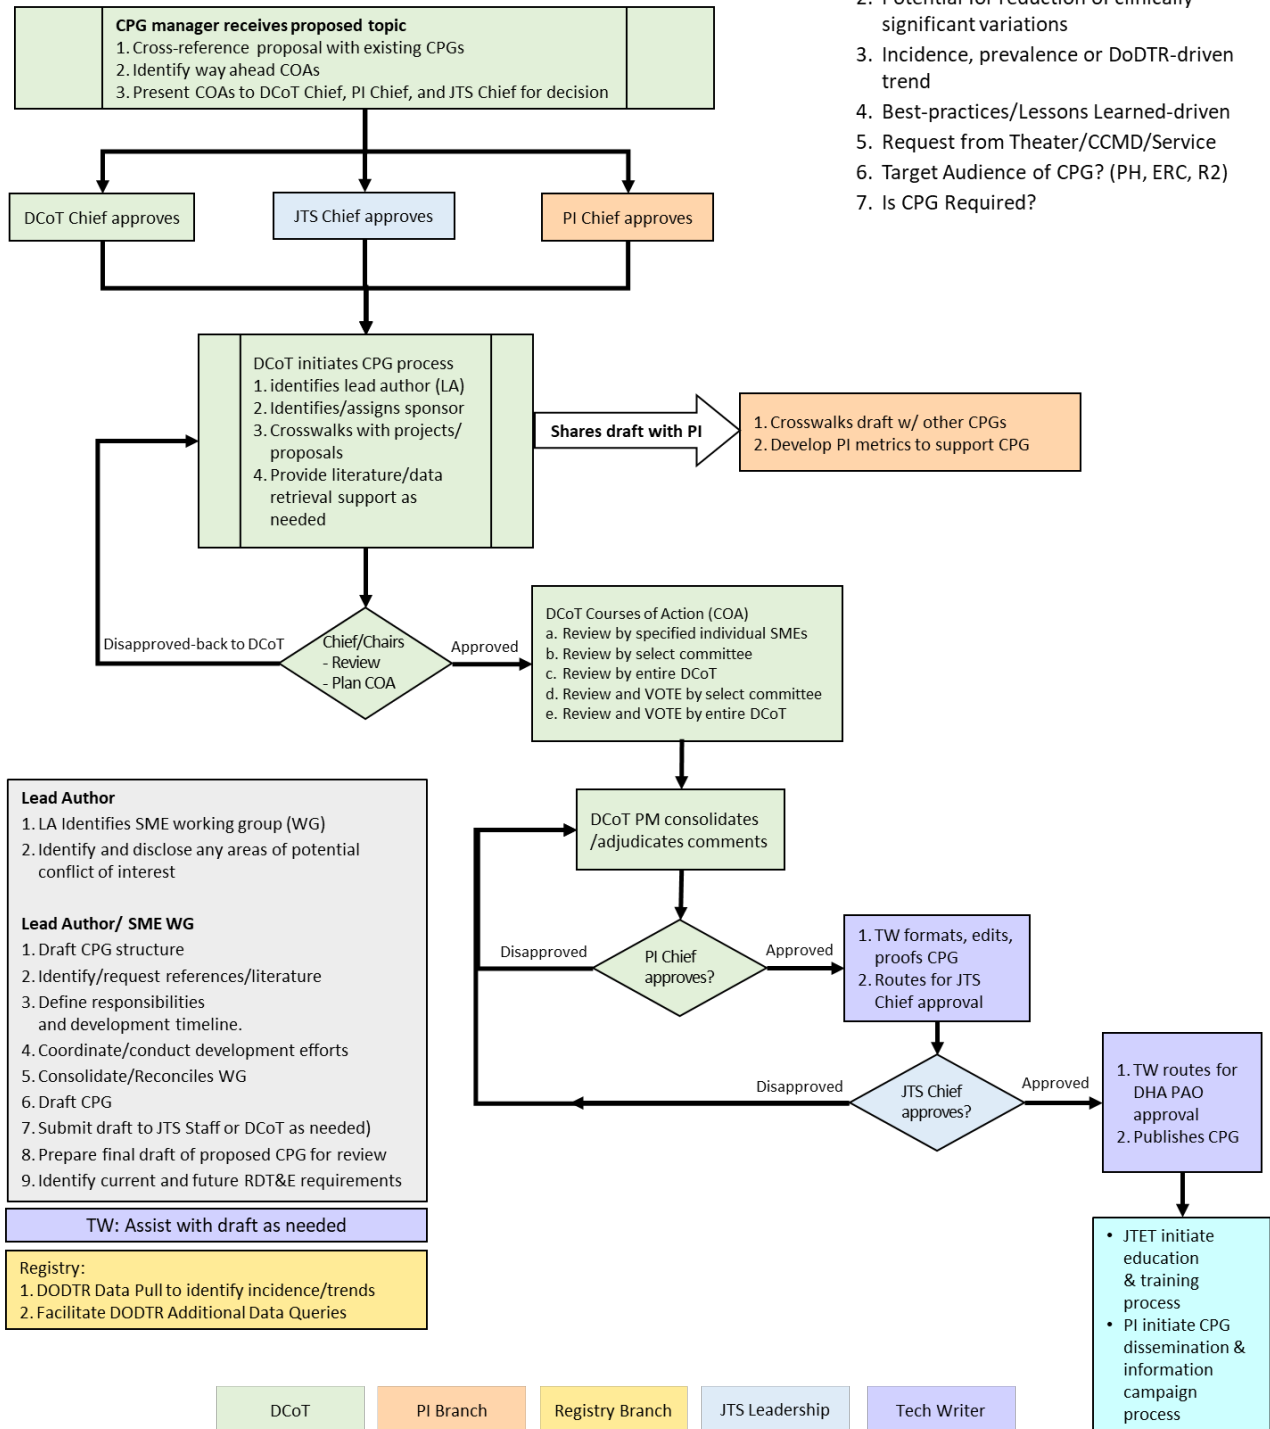 CPG manager receives proposed topic
1. Cross-reference proposal with existing CPGs
2. Identify way ahead COAs
3. Present COAs to DCoT Chief, PI Chief, and JTS Chief for decision
2. Potential for reduction of clinically
significant variations
3. Incidence, prevalence or DoDTR-driven
trend
4. Best-practices/Lessons Learned-driven
5. Request from Theater/CCMD/Service
6. Target Audience of CPG? (PH, ERC, R2)
7. Is CPG Required?
DCoT Chief approves
JTS Chief approves
PI Chief approves
DCoT initiates CPG process
1. identifies lead author (LA)
2. Identifies/assigns sponsor
3. Crosswalks with projects/
proposals
4. Provide literature/data
retrieval support as
needed
Shares draft with PI
1. Crosswalks draft w/ other CPGs
2. Develop PI metrics to support CPG
Disapproved-back to DCoT
Chief/Chairs
- Review
- Plan COA
Approved
DCoT Courses of Action (COA)
a. Review by specified individual SMEs
b. Review by select committee
c. Review by entire DCoT
d. Review and VOTE by select committee
e. Review and VOTE by entire DCoT
DCoT PM consolidates
/adjudicates comments
Disapproved
PI Chief
approves?
Approved
1. TW formats, edits,
proofs CPG
2. Routes for JTS
Chief approval
Disapproved
JTS Chief
approves?
Approved
1. TW routes for
DHA PAO
approval
2. Publishes CPG
• JTET initiate
education
& training
process
• PI initiate CPG
dissemination &
information
campaign
process
Lead Author
1. LA Identifies SME working group (WG)
2. Identify and disclose any areas of potential
conflict of interest
Lead Author/ SME WG
1. Draft CPG structure
2. Identify/request references/literature
3. Define responsibilities
and development timeline.
4. Coordinate/conduct development efforts
5. Consolidate/Reconciles WG
6. Draft CPG
7. Submit draft to JTS Staff or DCoT as needed)
8. Prepare final draft of proposed CPG for review
9. Identify current and future RDT&E requirements
TW: Assist with draft as needed
Registry:
1. DODTR Data Pull to identify incidence/trends
2. Facilitate DODTR Additional Data Queries
DCoT
PI Branch
Registry Branch
JTS Leadership
Tech Writer